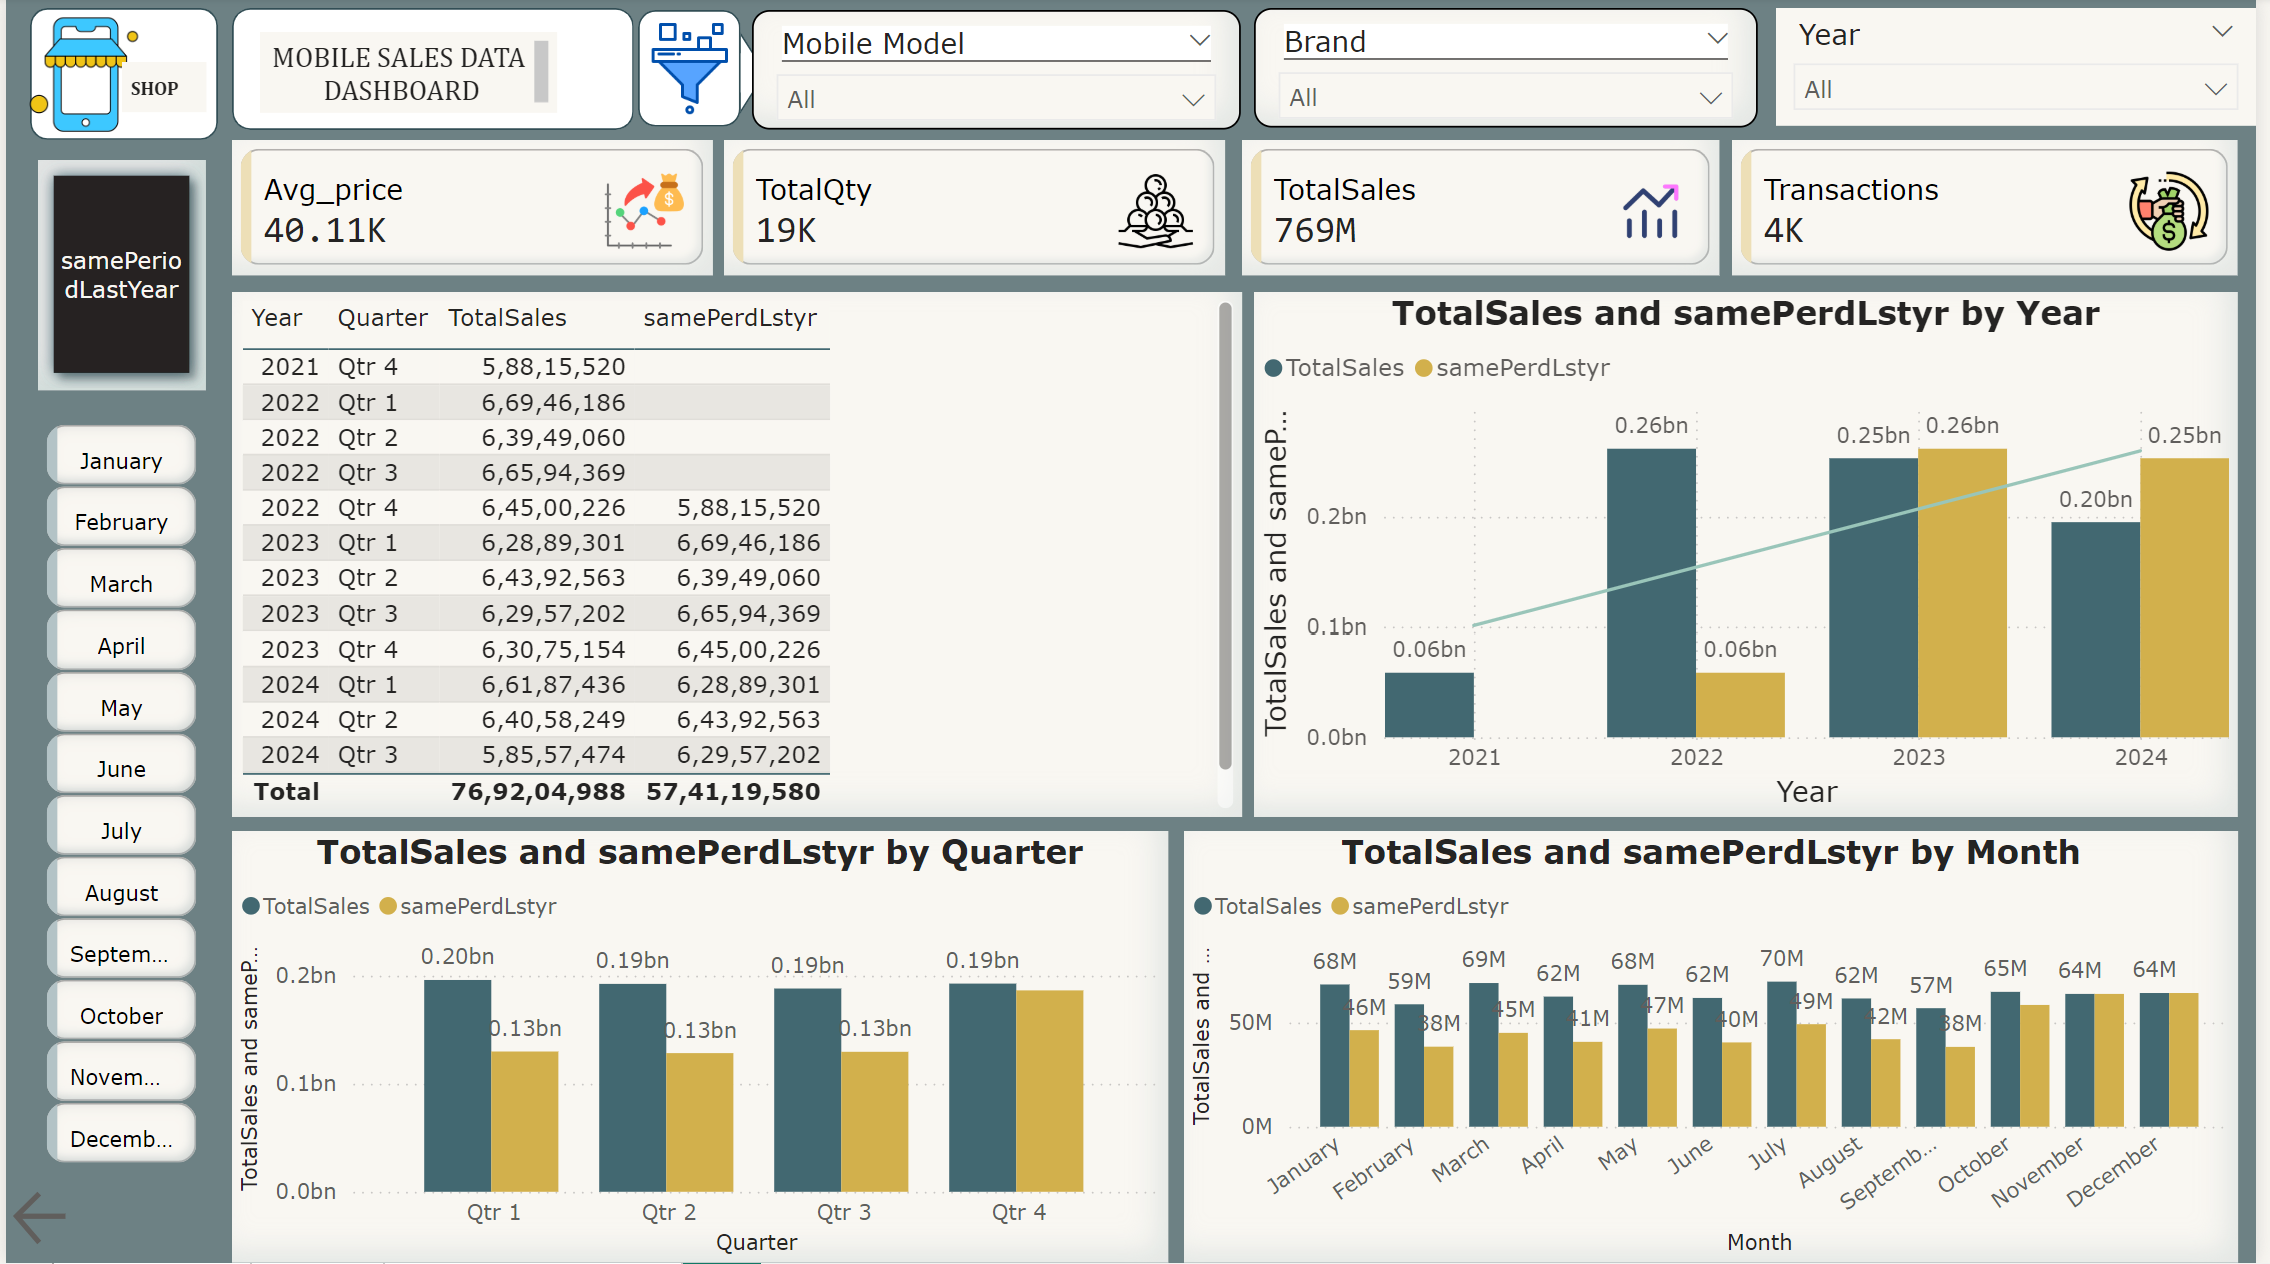 SHOP
MOBILE SALES DATA
DASHBOARD
Mobile Model
All
Brand
All
Year
All
samePerio
dLastYear
Avg_price
40.11K
TotalQty
19K
TotalSales
769M
Transactions
4K
January
February
March
April
May
June
July
August
Septem...
October
Novem...
Decemb...
Year Quarter TotalSales samePerdLstyr
2021 Qtr 4 5,88,15,520
2022 Qtr 1 6,69,46,186
2022 Qtr 2 6,39,49,060
2022 Qtr 3 6,65,94,369
2022 Qtr 4 6,45,00,226 5,88,15,520
2023 Qtr 1 6,28,89,301 6,69,46,186
2023 Qtr 2 6,43,92,563 6,39,49,060
2023 Qtr 3 6,29,57,202 6,65,94,369
2023 Qtr 4 6,30,75,154 6,45,00,226
2024 Qtr 1 6,61,87,436 6,28,89,301
2024 Qtr 2 6,40,58,249 6,43,92,563
2024 Qtr 3 5,85,57,474 6,29,57,202
Total 76,92,04,988 57,41,19,580
TotalSales and samePerdLstyr by Year
TotalSales samePerdLstyr
TotalSales and sameP...
0.2bn
0.1bn
0.0bn
0.06bn
0.26bn
0.06bn
0.25bn
0.26bn
0.20bn
0.25bn
2021 2022 2023 2024
Year
TotalSales and samePerdLstyr by Quarter
TotalSales samePerdLstyr
TotalSales and sameP...
0.2bn
0.1bn
0.0bn
0.20bn
0.13bn
0.19bn
0.13bn
0.19bn
0.13bn
0.19bn
Qtr 1 Qtr 2 Qtr 3 Qtr 4
Quarter
TotalSales and samePerdLstyr by Month
TotalSales samePerdLstyr
TotalSales and ...
50M
0M
68M
46M
59M
38M
69M
45M
62M
41M
68M
47M
62M
40M
70M
49M
62M
42M
57M
38M
65M
64M
64M
January February March April May June July August Septemb... October November December
Month